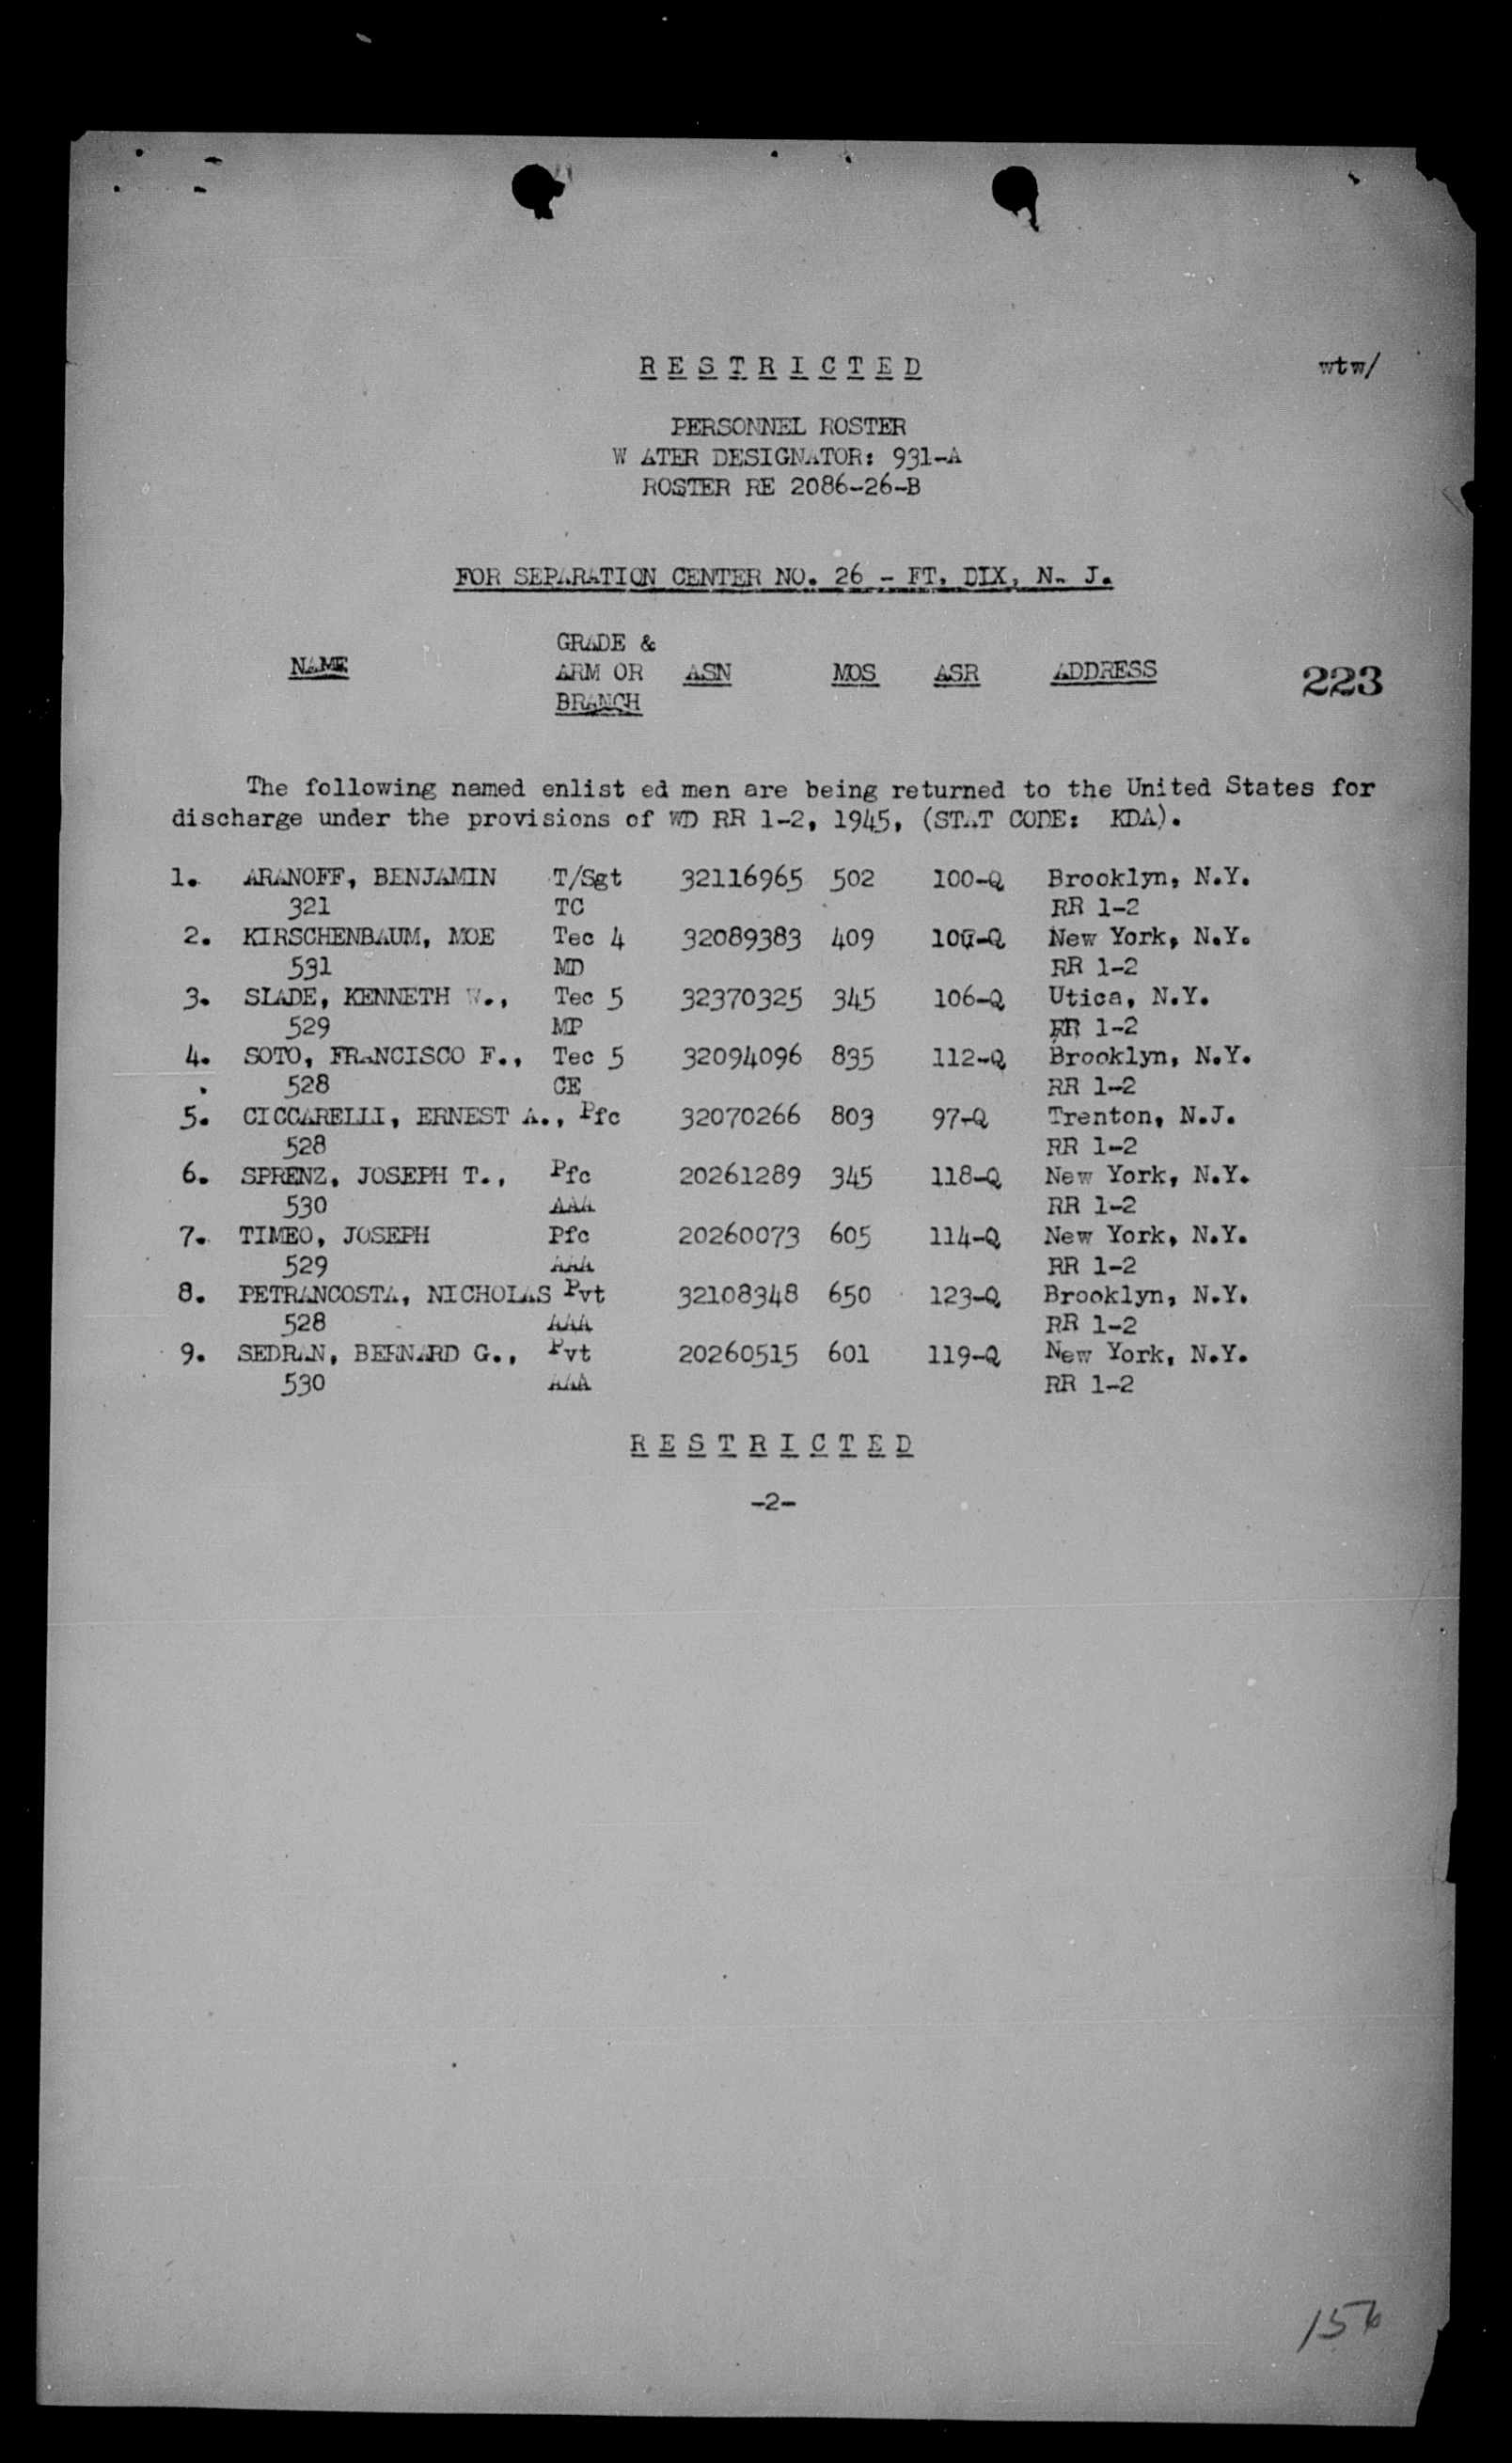 R E S T R I C T E D wtw/
PERSONNEL ROSTER
W ATER DESIGNATOR: 931-A
ROSTER RE 2086-26-B
FOR SEPARATION CENTER NO. 26 - FT. DIX, N. J.
GRADE &
NAME ARM OR ASN MOS ASR ADDRESS 223
BRANCH
The following named enlist ed men are being returned to the United States for
discharge under the provisions of WD RR 1-2, 1945, (STAT CODE: KDA).
1. ARANOFF, BENJAMIN T/Sgt 32116965 502 100-Q Brooklyn, N.Y.
321 TC RR 1-2
2. KIRSCHENBAUM, MOE Tec 4 32089383 409 New York, N.Y.
531 MD RR 1-2
3. SLADE, KENNETH W., Tec 5 32370325 345 106-Q Utica, N.Y.
529 MP RR 1-2
4. SOTO, FRANCISCO F., Tec 5 32094096 835 112-Q Brooklyn, N.Y.
528 CE RR 1-2
5. CICCARELLI, ERNEST A., Pfc 32070266 803 97-Q Trenton, N.J.
528 RR 1-2
6. SPRENZ, JOSEPH T., Pfc 20261289 345 118-Q New York, N.Y.
530 AAA RR 1-2
7. TIMEO, JOSEPH Pfc 20260073 605 114-Q New York, N.Y.
529 AAA RR 1-2
8. PETRANCOSTA, NICHOLAS Pvt 32108348 650 123-Q Brooklyn, N.Y.
528 AAA RR 1-2
9. SEDRAN, BERNARD G., Pvt 20260515 601 119-Q New York, N.Y.
530 AAA RR 1-2
R E S T R I C T E D
-2-